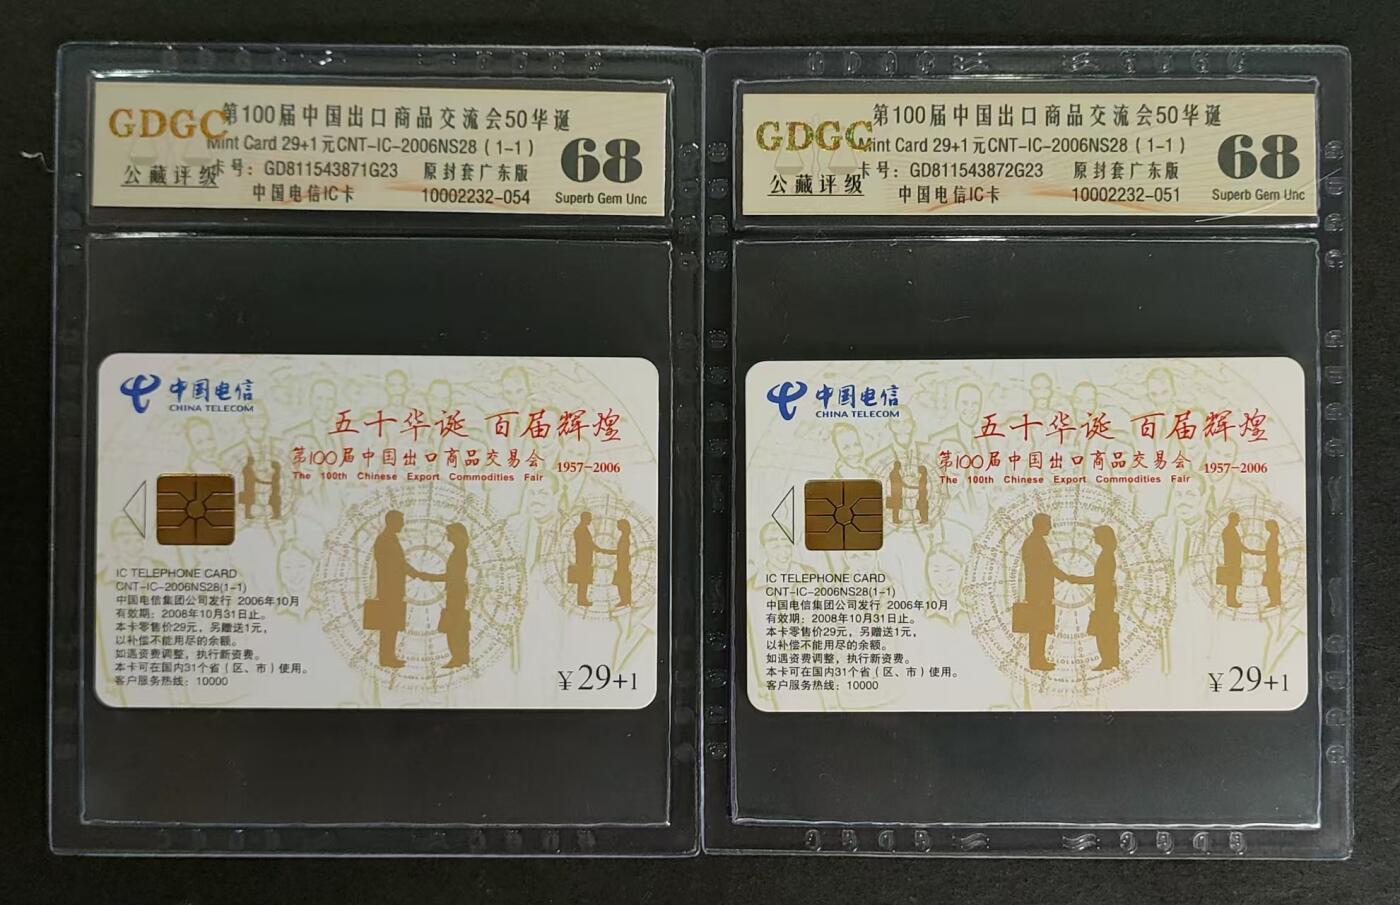 GDGC
公藏评级
第100届中国出口商品交流会50华诞
Mint Card 29+1元CNT-IC-2006NS28 (1-1)
卡号: GD811543871G23 原封套广东版
中国电信IC卡 10002232-054
68
Superb Gem Unc
中国电信
CHINA TELECOM
五十华诞 百届辉煌
第100届中国出口商品交易会 1957-2006
The 100th Chinese Export Commodities Fair
IC TELEPHONE CARD
CNT-IC-2006NS28(1-1)
中国电信集团公司发行 2006年10月
有效期: 2008年10月31日止。
本卡零售价29元, 另赠送1元,
以补偿不能用尽的余额。
如遇资费调整, 执行新资费。
本卡可在国内31个省(区、市)使用。
客户服务热线: 10000
¥29+1
GDGC
公藏评级
第100届中国出口商品交流会50华诞
Mint Card 29+1元CNT-IC-2006NS28 (1-1)
卡号: GD811543872G23 原封套广东版
中国电信IC卡 10002232-051
68
Superb Gem Unc
中国电信
CHINA TELECOM
五十华诞 百届辉煌
第100届中国出口商品交易会 1957-2006
The 100th Chinese Export Commodities Fair
IC TELEPHONE CARD
CNT-IC-2006NS28(1-1)
中国电信集团公司发行 2006年10月
有效期: 2008年10月31日止。
本卡零售价29元, 另赠送1元,
以补偿不能用尽的余额。
如遇资费调整, 执行新资费。
本卡可在国内31个省(区、市)使用。
客户服务热线: 10000
¥29+1